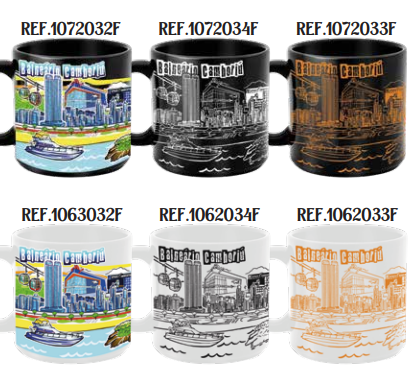 REF.1072032F REF.1072034F REF.1072033F
Balneário Camboriú Balneário Camboriú Balneário Camboriú
REF.1063032F REF.1062034F REF.1062033F
Balneário Camboriú Balneário Camboriú Balneário Camboriú